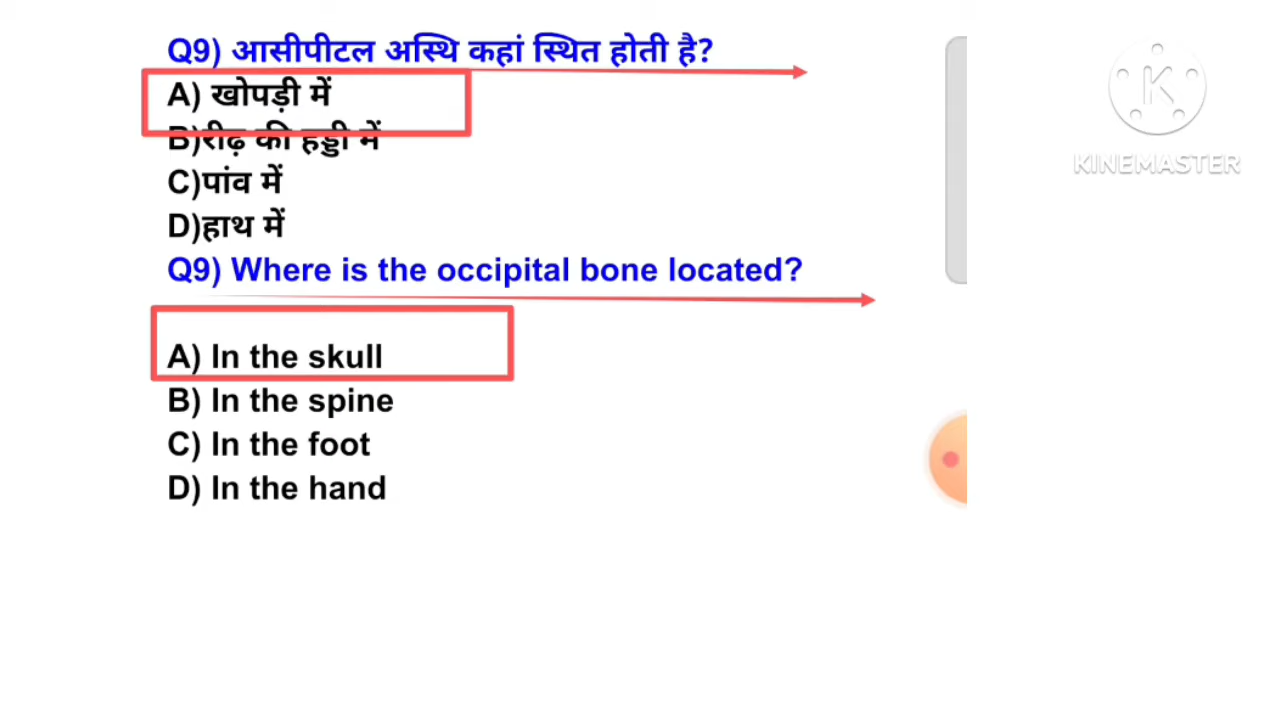 Q9) आसीपीटल अस्थि कहां स्थित होती है?
A) खोपड़ी में
B)रीढ़ की हड्डी में
C)पांव में
D)हाथ में
Q9) Where is the occipital bone located?
A) In the skull
B) In the spine
C) In the foot
D) In the hand
K
KINEMASTER